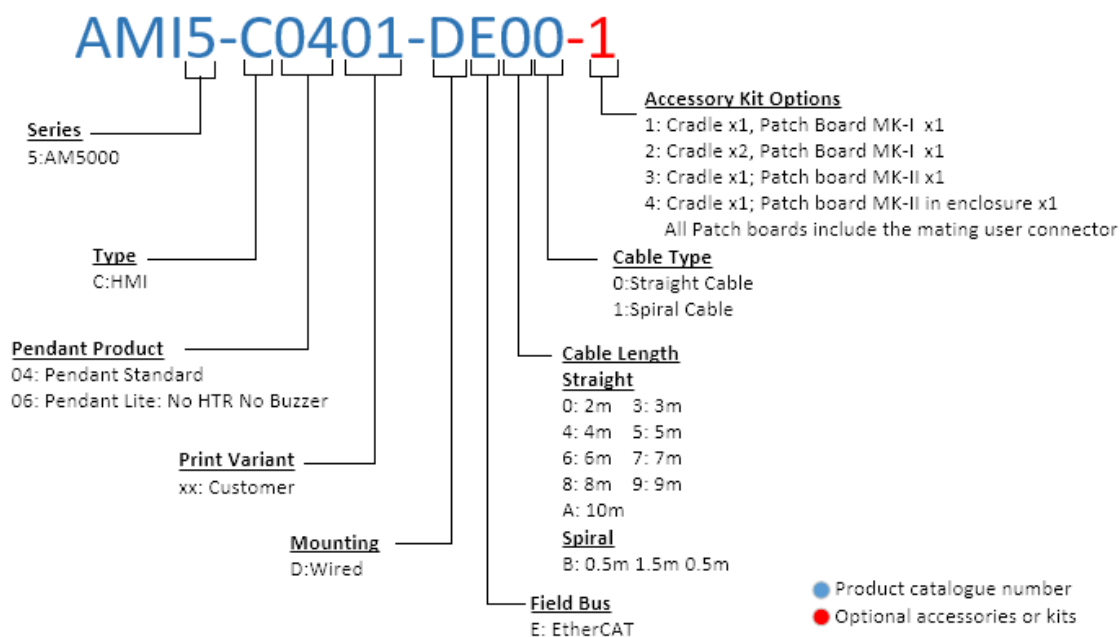 AMI5-C0401-DE00-1
Accessory Kit Options
1: Cradle x1, Patch Board MK-I x1
2: Cradle x2, Patch Board MK-I x1
3: Cradle x1; Patch board MK-II x1
4: Cradle x1; Patch board MK-II in enclosure x1
All Patch boards include the mating user connector
Series
5:AM5000
Type
C:HMI
Cable Type
0:Straight Cable
1:Spiral Cable
Pendant Product
04: Pendant Standard
06: Pendant Lite: No HTR No Buzzer
Cable Length
Straight
0: 2m 3: 3m
4: 4m 5: 5m
6: 6m 7: 7m
8: 8m 9: 9m
A: 10m
Spiral
B: 0.5m 1.5m 0.5m
Print Variant
xx: Customer
Mounting
D:Wired
Field Bus
E: EtherCAT
Product catalogue number
Optional accessories or kits